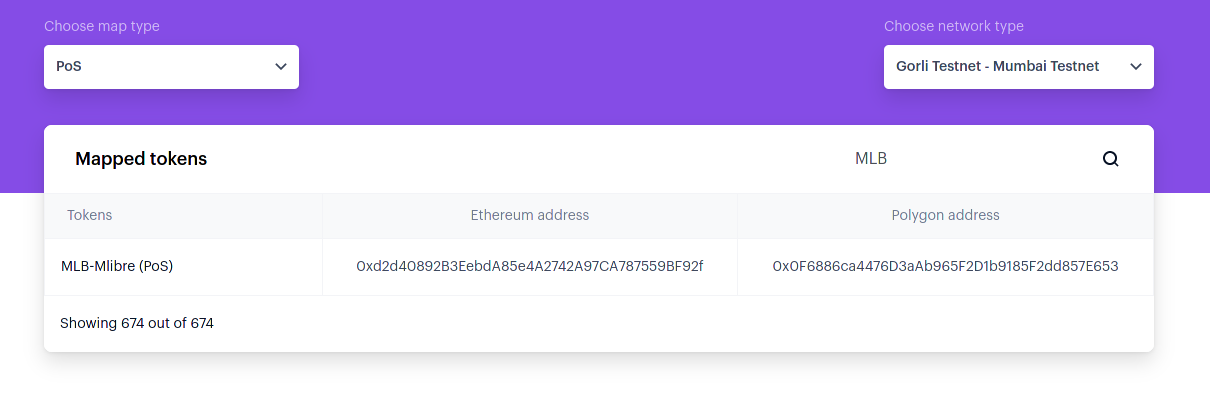 Choose map type
Choose network type
PoS
Gorli Testnet - Mumbai Testnet
Mapped tokens
MLB
Tokens
Ethereum address
Polygon address
MLB-Mlibre (PoS)
0xd2d40892B3EebdA85e4A2742A97CA787559BF92f
0x0F6886ca4476D3aAb965F2D1b9185F2dd857E653
Showing 674 out of 674